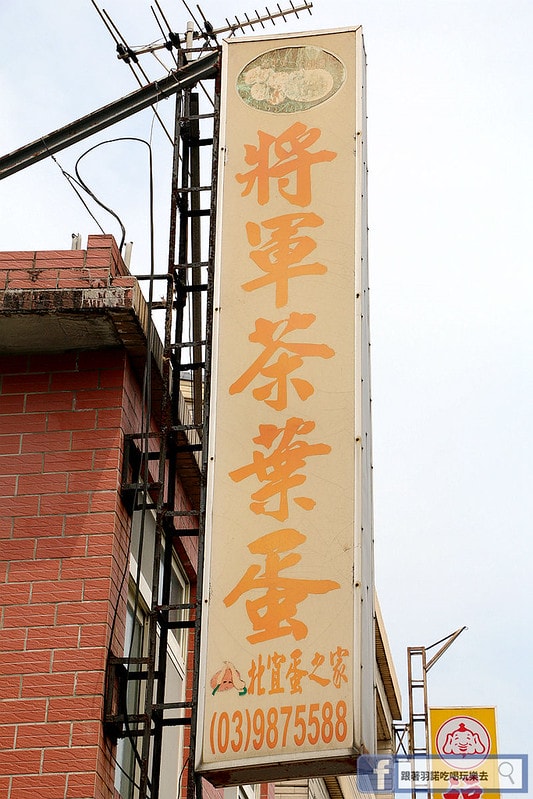 將軍茶葉蛋
北宜蛋之家
(03)9875588
f 跟著羽諾吃喝玩樂去